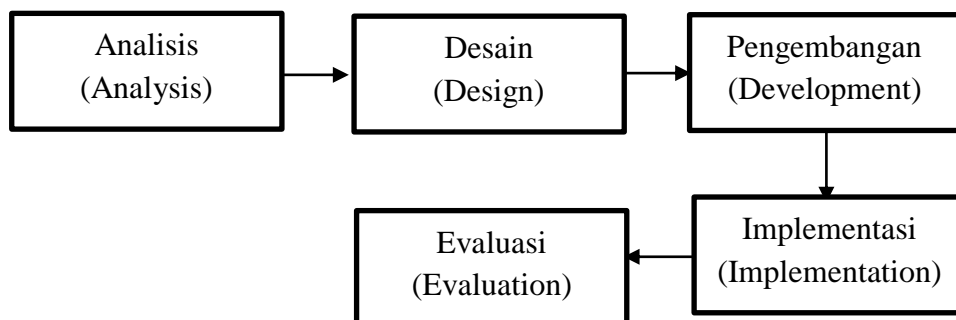 Analisis
(Analysis)
Desain
(Design)
Pengembangan
(Development)
Implementasi
(Implementation)
Evaluasi
(Evaluation)